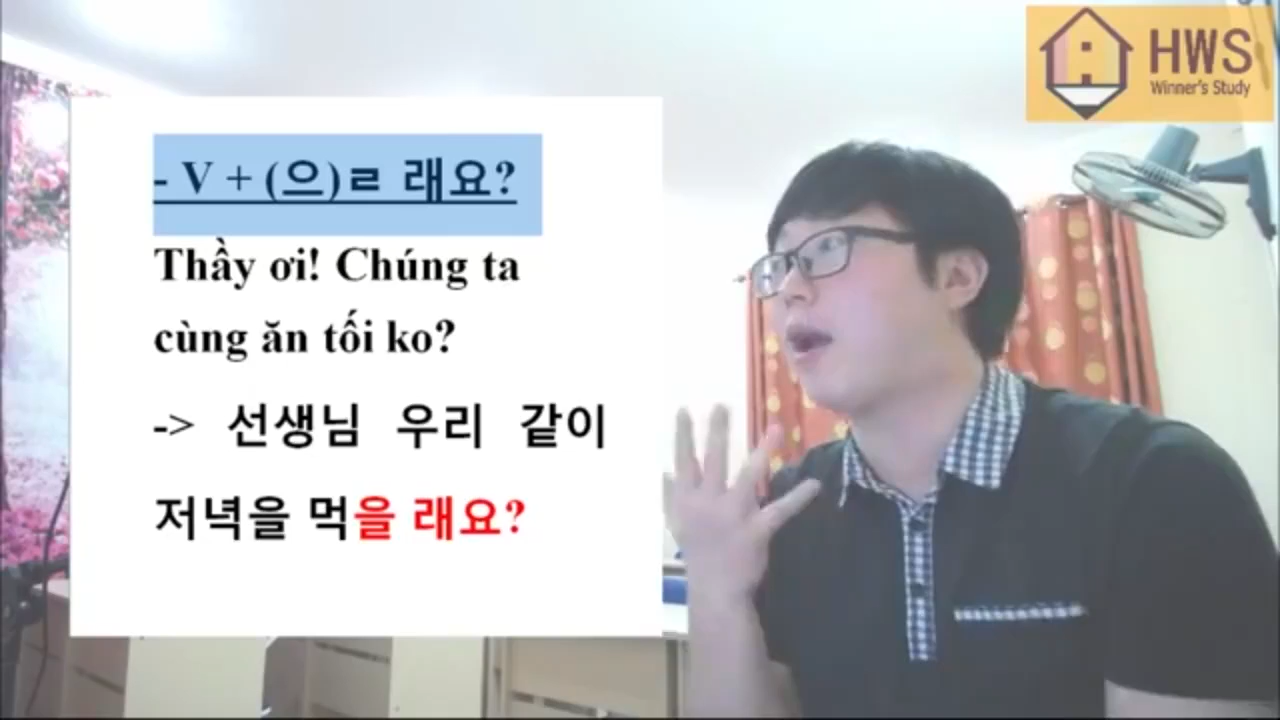 HWS
Winner's Study
- V + (으)ㄹ 래요?
Thầy ơi! Chúng ta
cùng ăn tối ko?
-> 선생님 우리 같이
저녁을 먹을 래요?